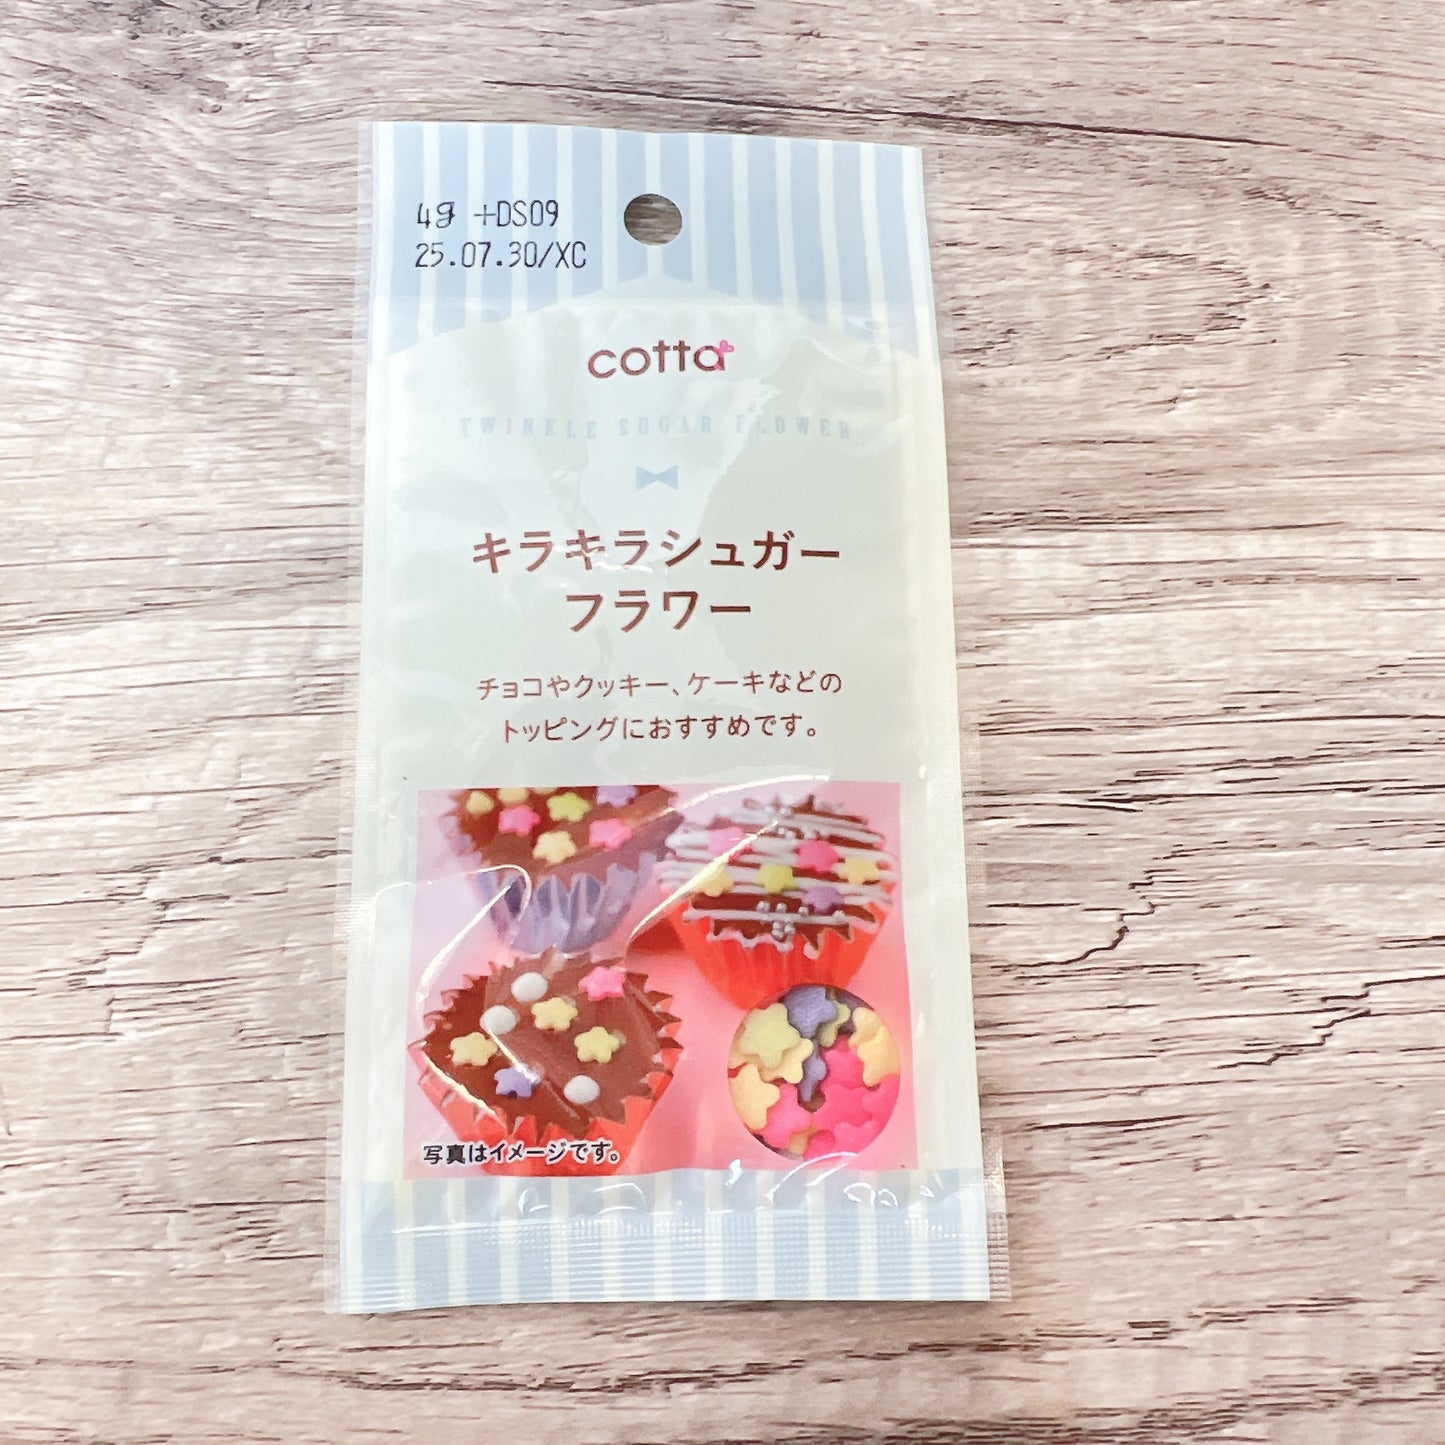 4g +DS09
25.07.30/XC
cotta
TWINKLE SUGAR FLOWER
キラキラシュガー
フラワー
チョコやクッキー、ケーキなどの
トッピングにおすすめです。
写真はイメージです。